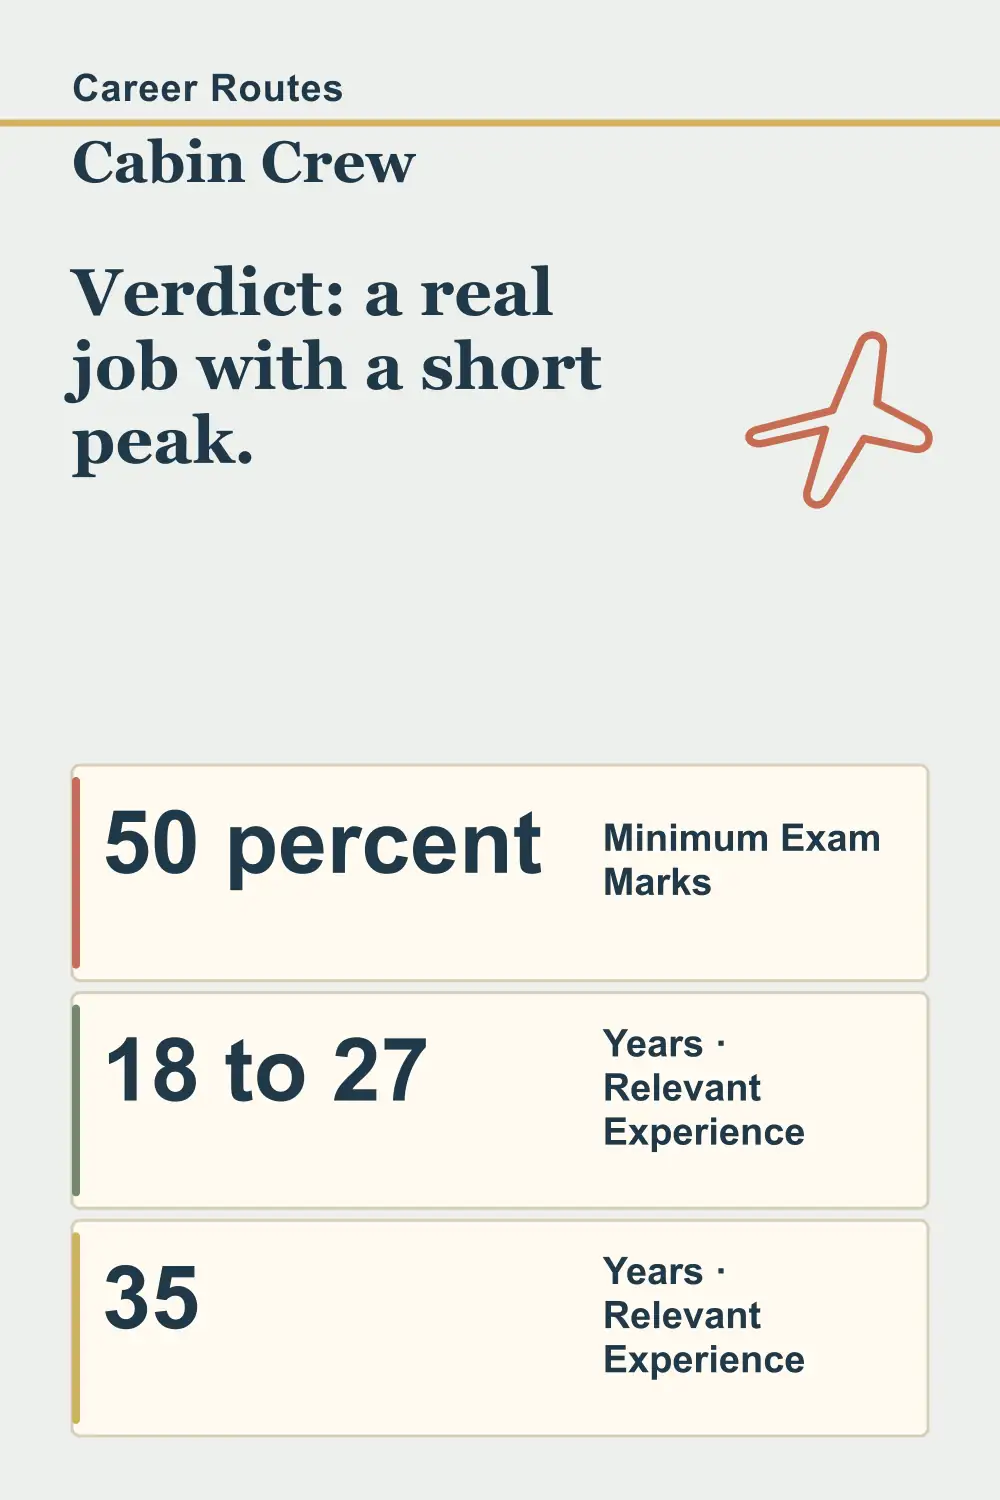 Career Routes
Cabin Crew
Verdict: a real
job with a short
peak.
50 percent
Minimum Exam
Marks
18 to 27
Years ·
Relevant
Experience
35
Years ·
Relevant
Experience